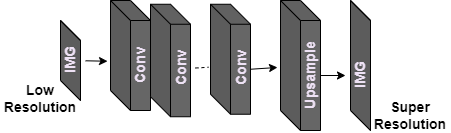 IMG
Conv
Conv
Conv
Upsample
IMG
Low
Resolution
Super
Resolution